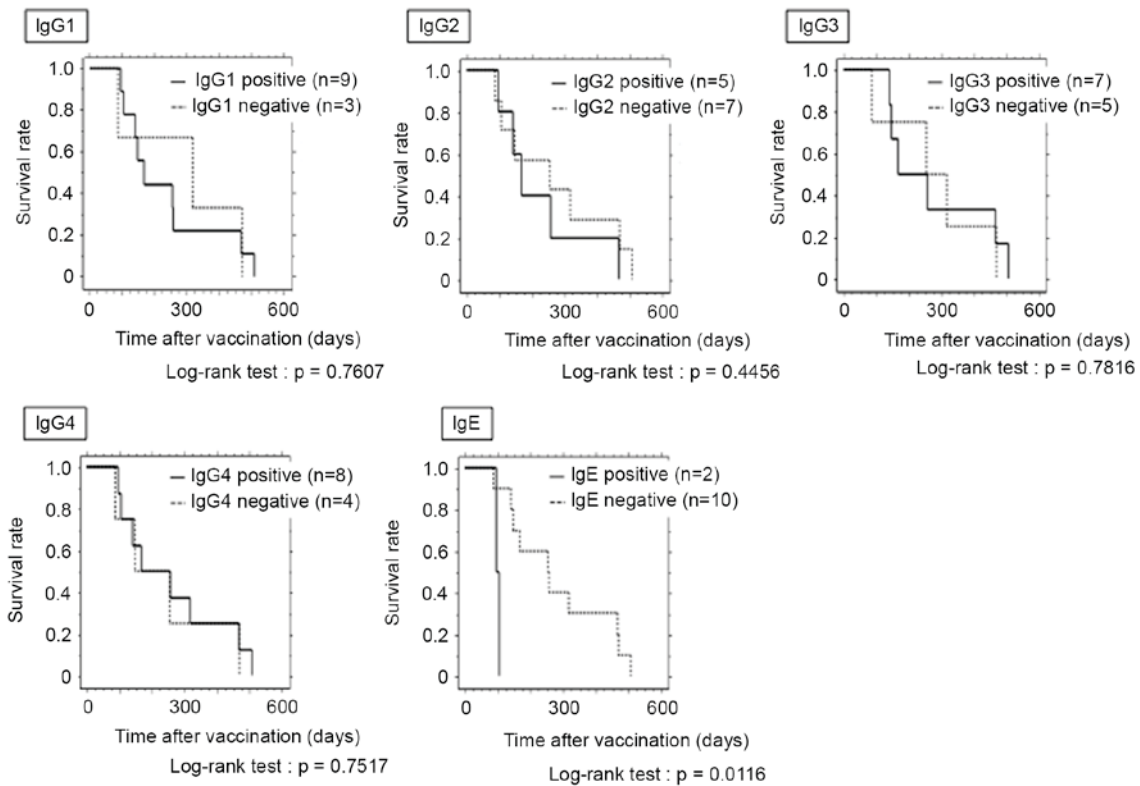 IgG1
IgG1 positive (n=9)
IgG1 negative (n=3)
1.0
0.8
0.6
0.4
0.2
0
Survival rate
0 300 600
Time after vaccination (days)
Log-rank test : p = 0.7607
IgG2
IgG2 positive (n=5)
IgG2 negative (n=7)
1.0
0.8
0.6
0.4
0.2
0
Survival rate
0 300 600
Time after vaccination (days)
Log-rank test : p = 0.4456
IgG3
IgG3 positive (n=7)
IgG3 negative (n=5)
1.0
0.8
0.6
0.4
0.2
0
Survival rate
0 300 600
Time after vaccination (days)
Log-rank test : p = 0.7816
IgG4
IgG4 positive (n=8)
IgG4 negative (n=4)
1.0
0.8
0.6
0.4
0.2
0
Survival rate
0 300 600
Time after vaccination (days)
Log-rank test : p = 0.7517
IgE
IgE positive (n=2)
IgE negative (n=10)
1.0
0.8
0.6
0.4
0.2
0
Survival rate
0 300 600
Time after vaccination (days)
Log-rank test : p = 0.0116